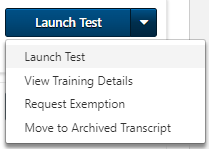 Launch Test
Launch Test
View Training Details
Request Exemption
Move to Archived Transcript